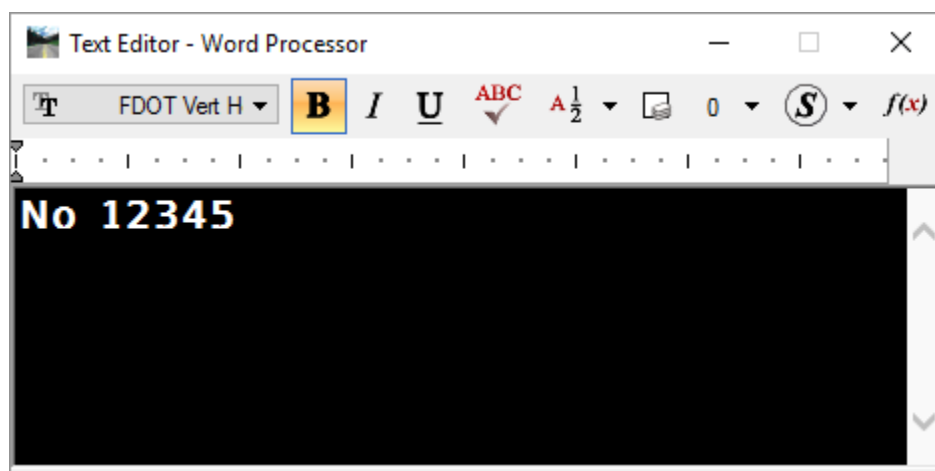 Text Editor - Word Processor
FDOT Vert H B I U ABC A½ 0 S f(x)
No 12345